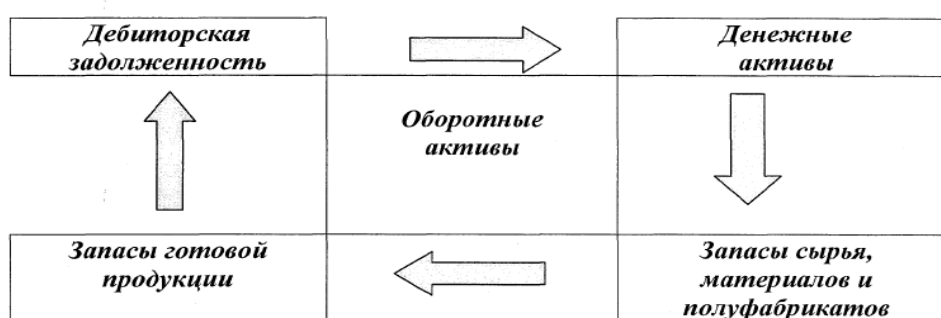 Дебиторская
задолженность
Денежные
активы
Оборотные
активы
Запасы готовой
продукции
Запасы сырья,
материалов и
полуфабрикатов